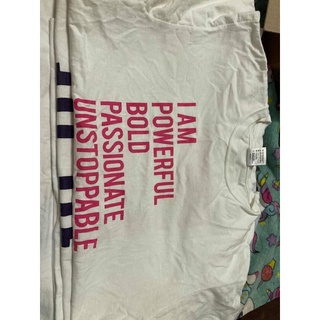 I AM
POWERFUL
BOLD
PASSIONATE
UNSTOPPABLE